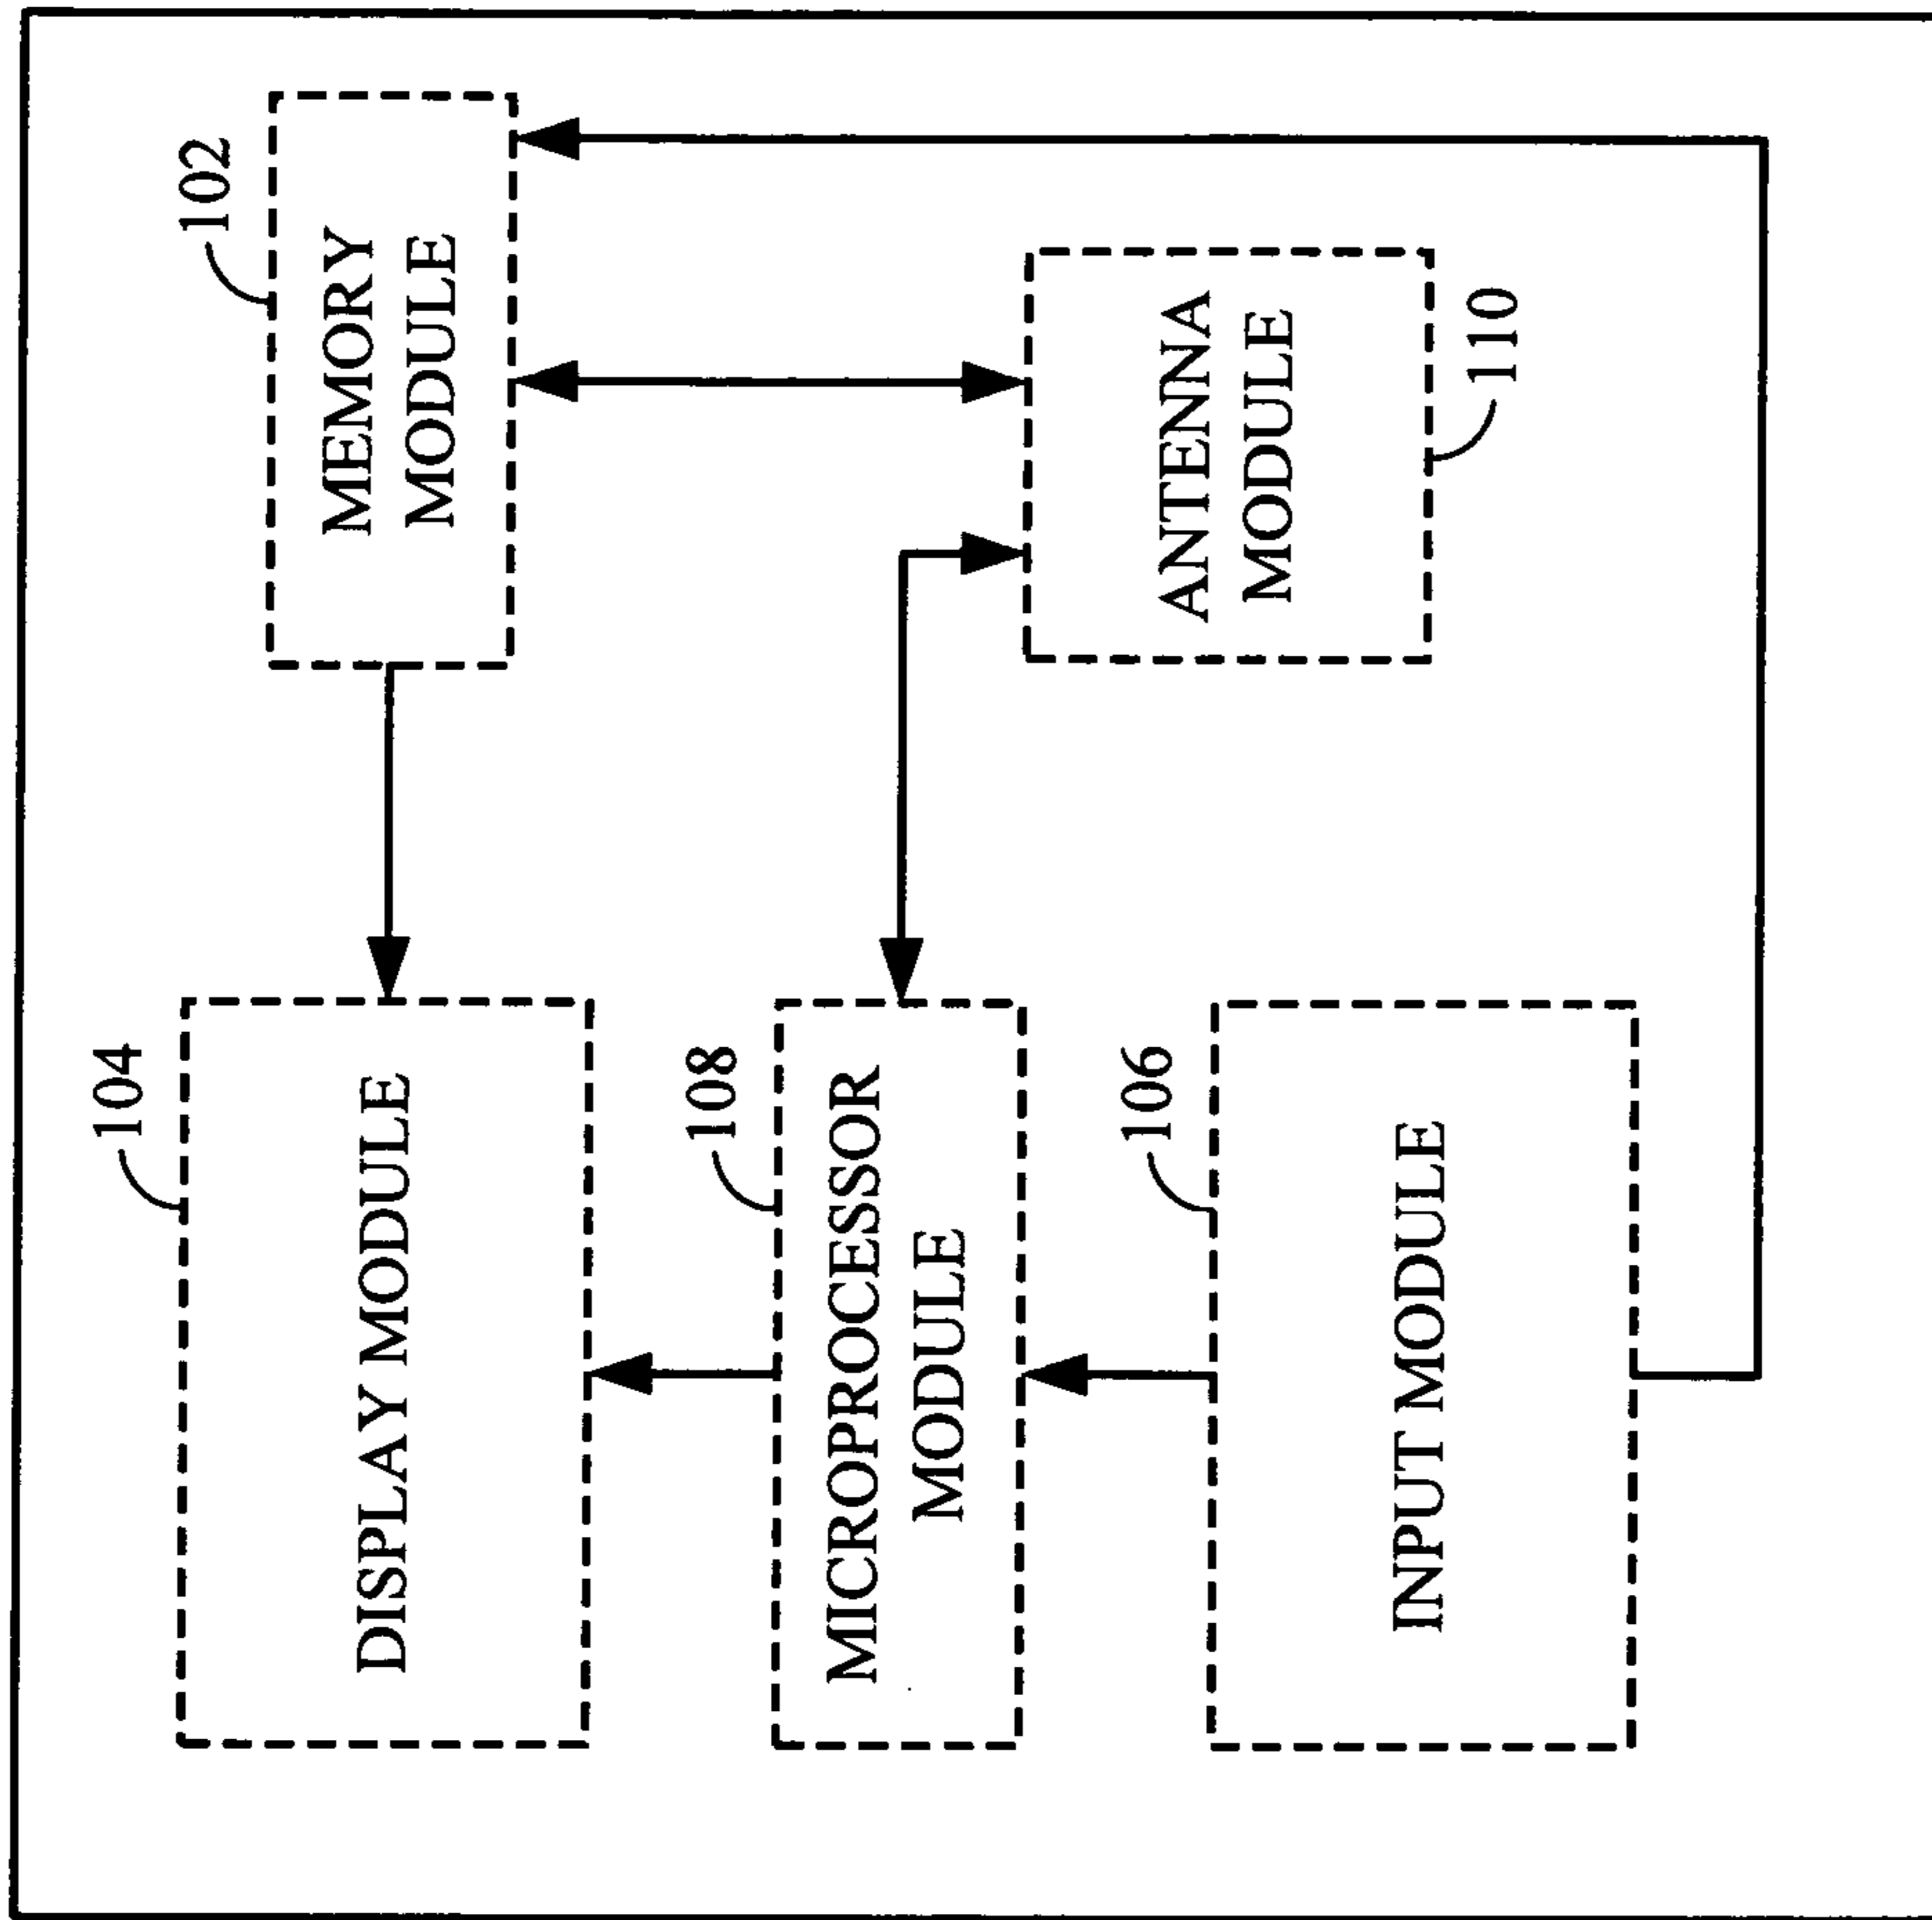 104
DISPLAY MODULE
102
MEMORY
MODULE
108
MICROPROCESSOR
MODULE
106
INPUT MODULE
ANTENNA
MODULE
110